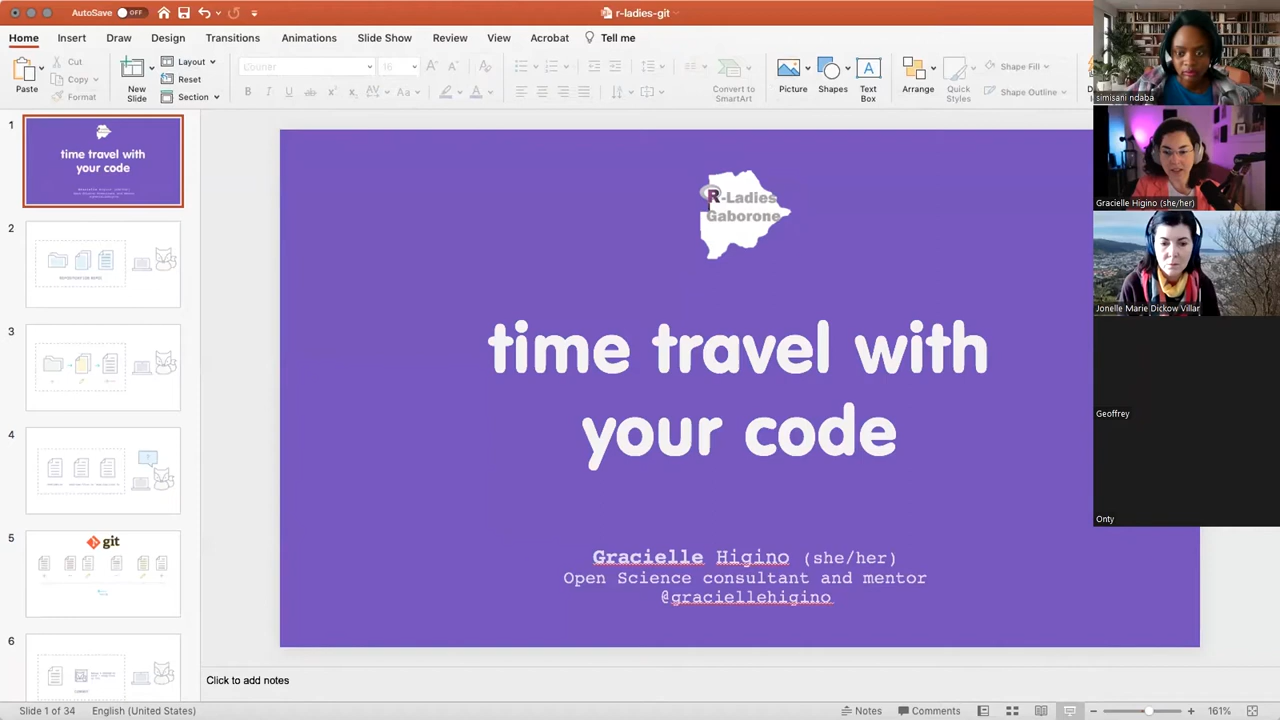 AutoSave OFF
r-ladies-git
Home Insert Draw Design Transitions Animations Slide Show Review View Acrobat Tell me
Paste
Cut
Copy
Format
New Slide
Layout
Reset
Section
Courier
16
Convert to SmartArt
Picture
Shapes
Text Box
Arrange
Quick Styles
Shape Fill
Shape Outline
1
time travel with
your code
2
3
4
5
git
6
R-Ladies
Gaborone
time travel with
your code
Gracielle Higino (she/her)
Open Science consultant and mentor
@graciellehigino
simisani ndaba
Gracielle Higino (she/her)
Jonelle Marie Dickow Villar
Geoffrey
Onty
Click to add notes
Slide 1 of 34
English (United States)
Notes
Comments
161%